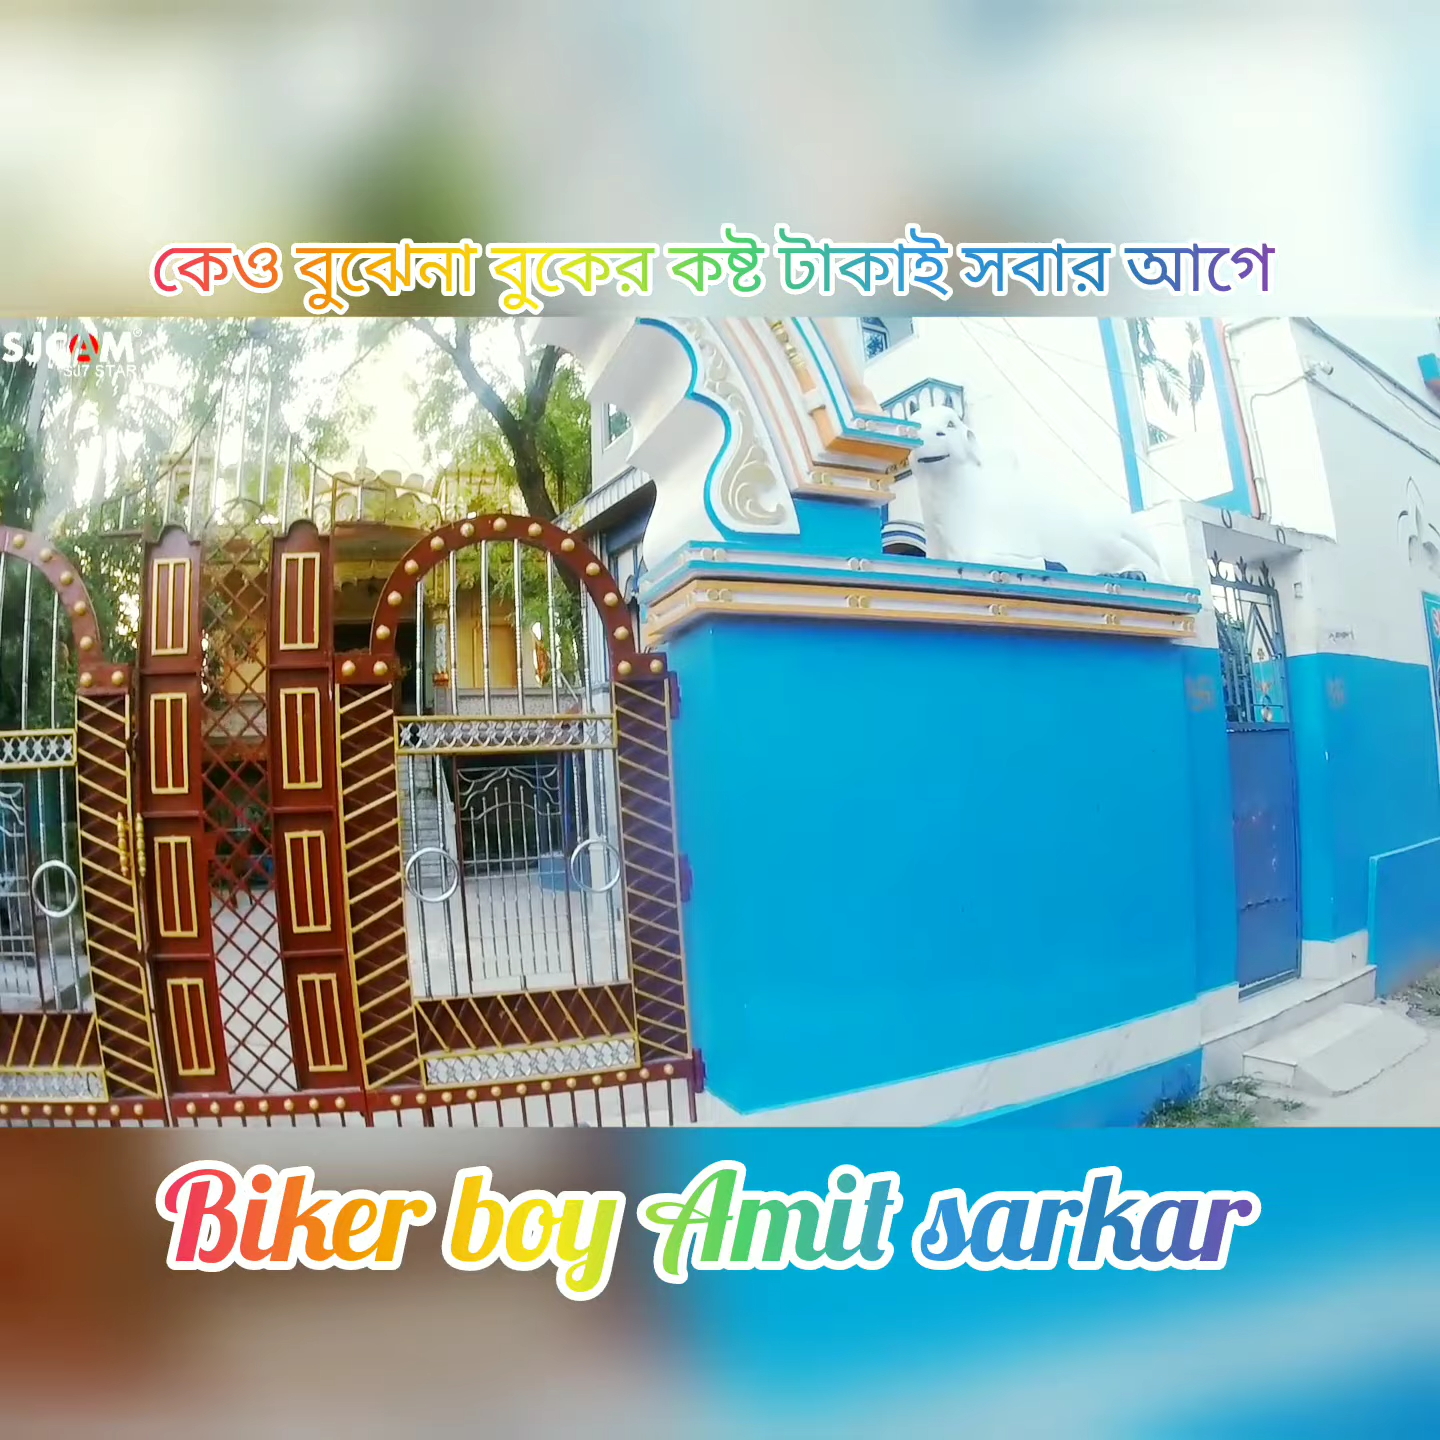 কেও বুঝেনা বুকের কষ্ট টাকাই সবার আগে
SJCAM®
SJ7 STAR
Biker boy Amit sarkar